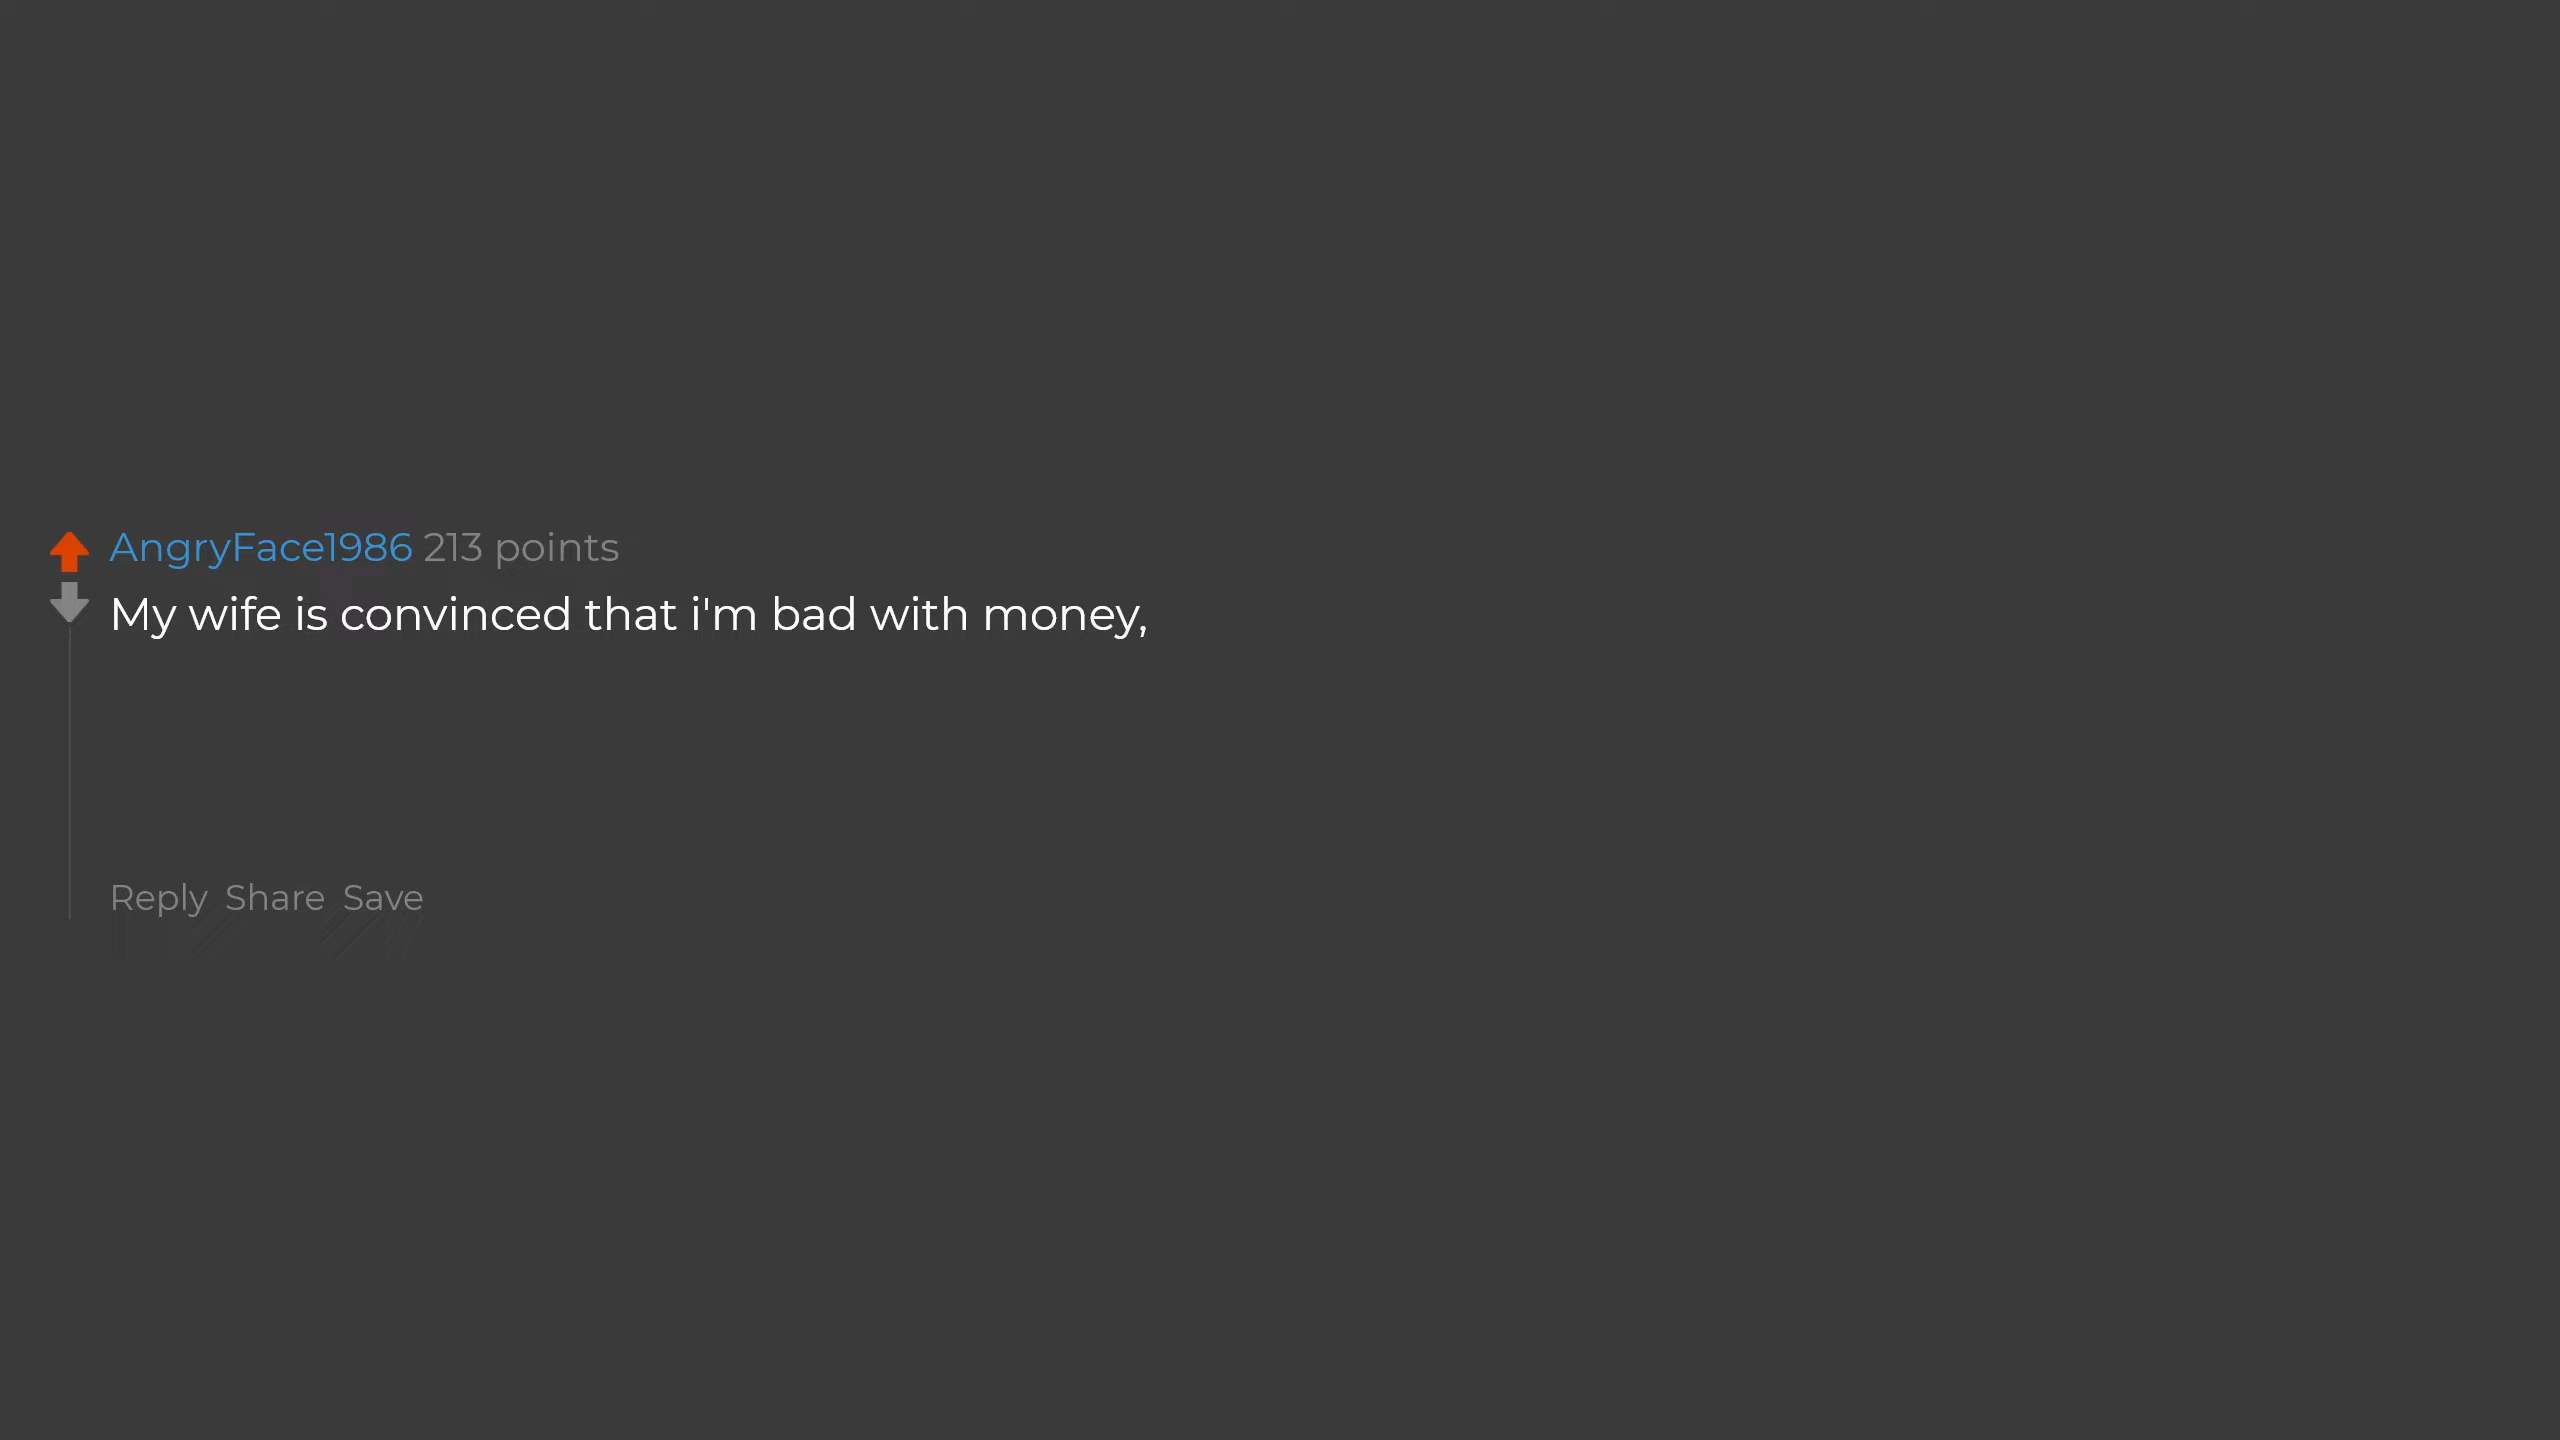 AngryFace1986 213 points
My wife is convinced that i'm bad with money,
Reply Share Save